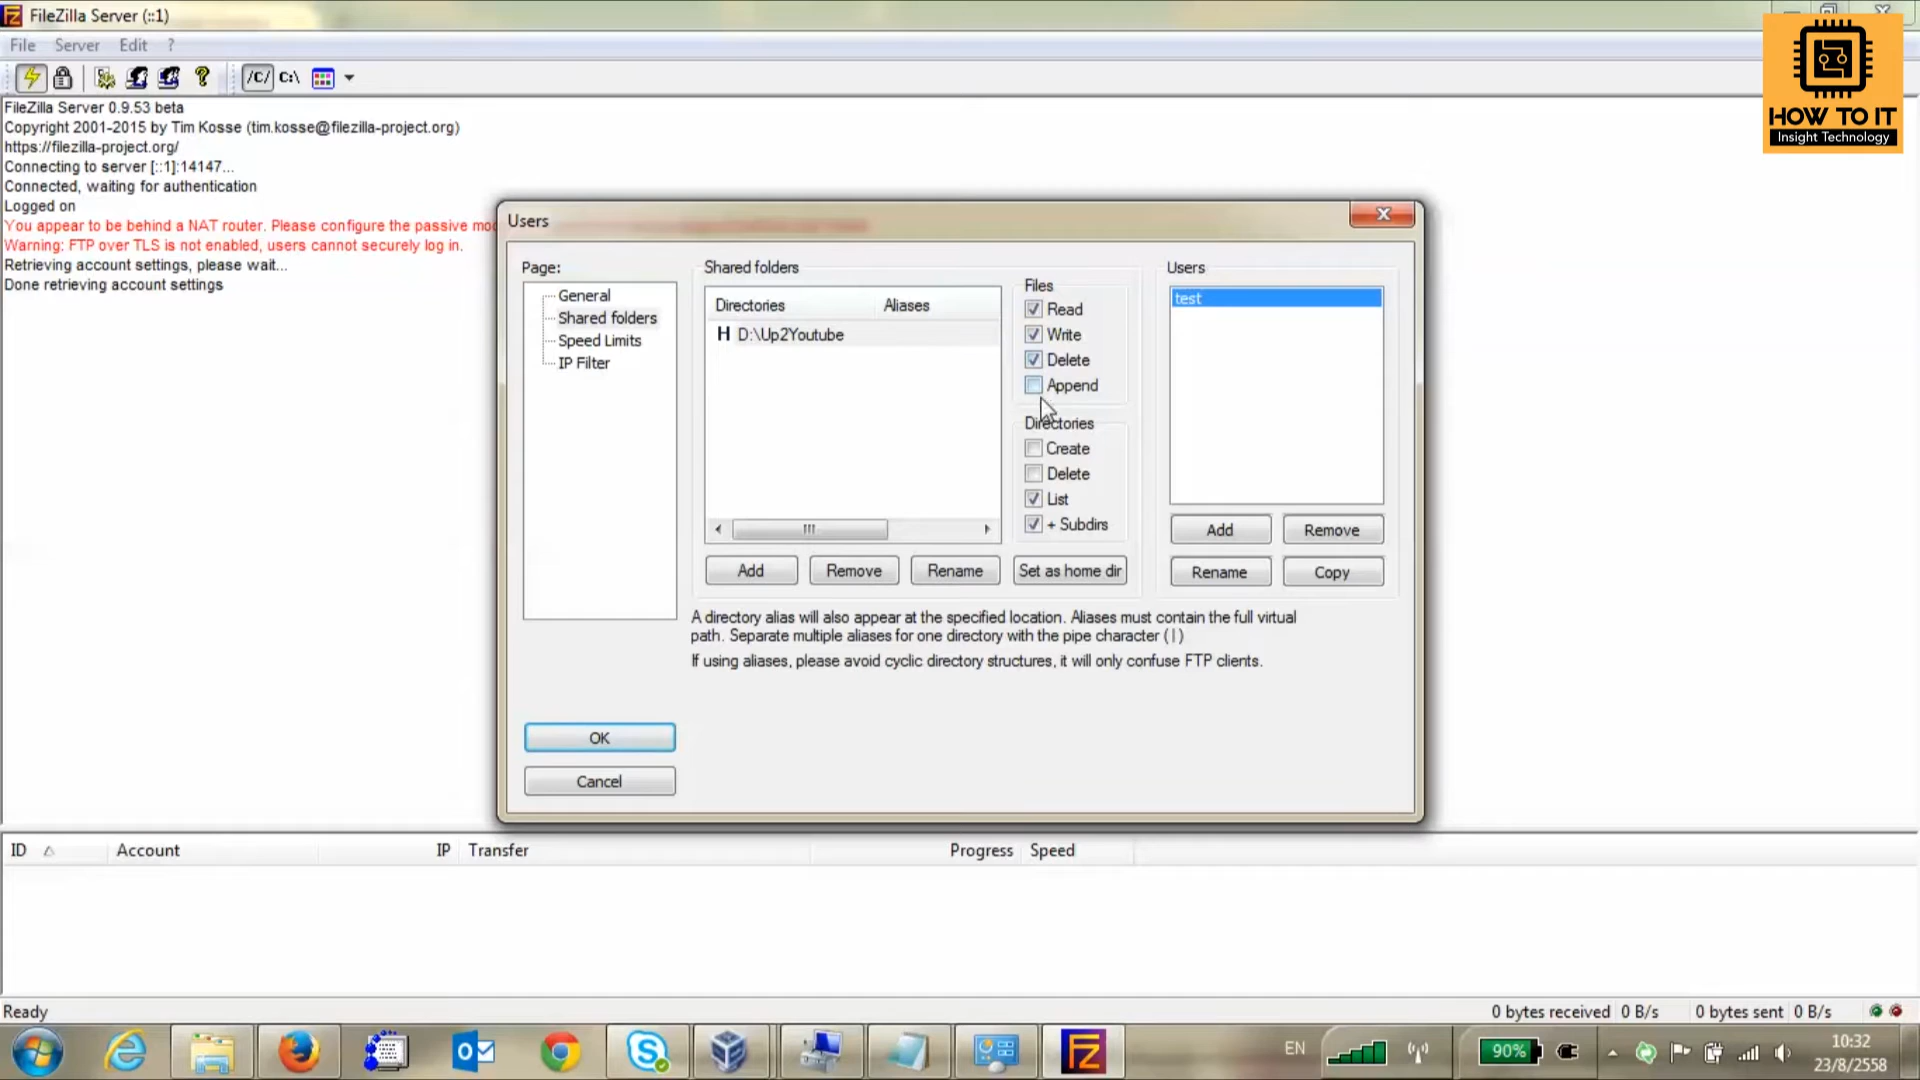 FileZilla Server (::1)
File Server Edit ?
/C/ C:\
FileZilla Server 0.9.53 beta
Copyright 2001-2015 by Tim Kosse (tim.kosse@filezilla-project.org)
https://filezilla-project.org/
Connecting to server [::1]:14147...
Connected, waiting for authentication
Logged on
You appear to be behind a NAT router. Please configure the passive
Warning: FTP over TLS is not enabled, users cannot securely log in.
Retrieving account settings, please wait...
Done retrieving account settings
HOW TO IT
Insight Technology
Users
Page:
General
Shared folders
Speed Limits
IP Filter
Shared folders
Directories Aliases
H D:\Up2Youtube
Files
Read
Write
Delete
Append
Directories
Create
Delete
List
+ Subdirs
Add Remove Rename Set as home dir
Users
test
Add Remove
Rename Copy
A directory alias will also appear at the specified location. Aliases must contain the full virtual
path. Separate multiple aliases for one directory with the pipe character (|)
If using aliases, please avoid cyclic directory structures, it will only confuse FTP clients.
OK
Cancel
ID Account IP Transfer Progress Speed
Ready 0 bytes received 0 B/s 0 bytes sent 0 B/s
EN 90% 10:32
23/8/2558